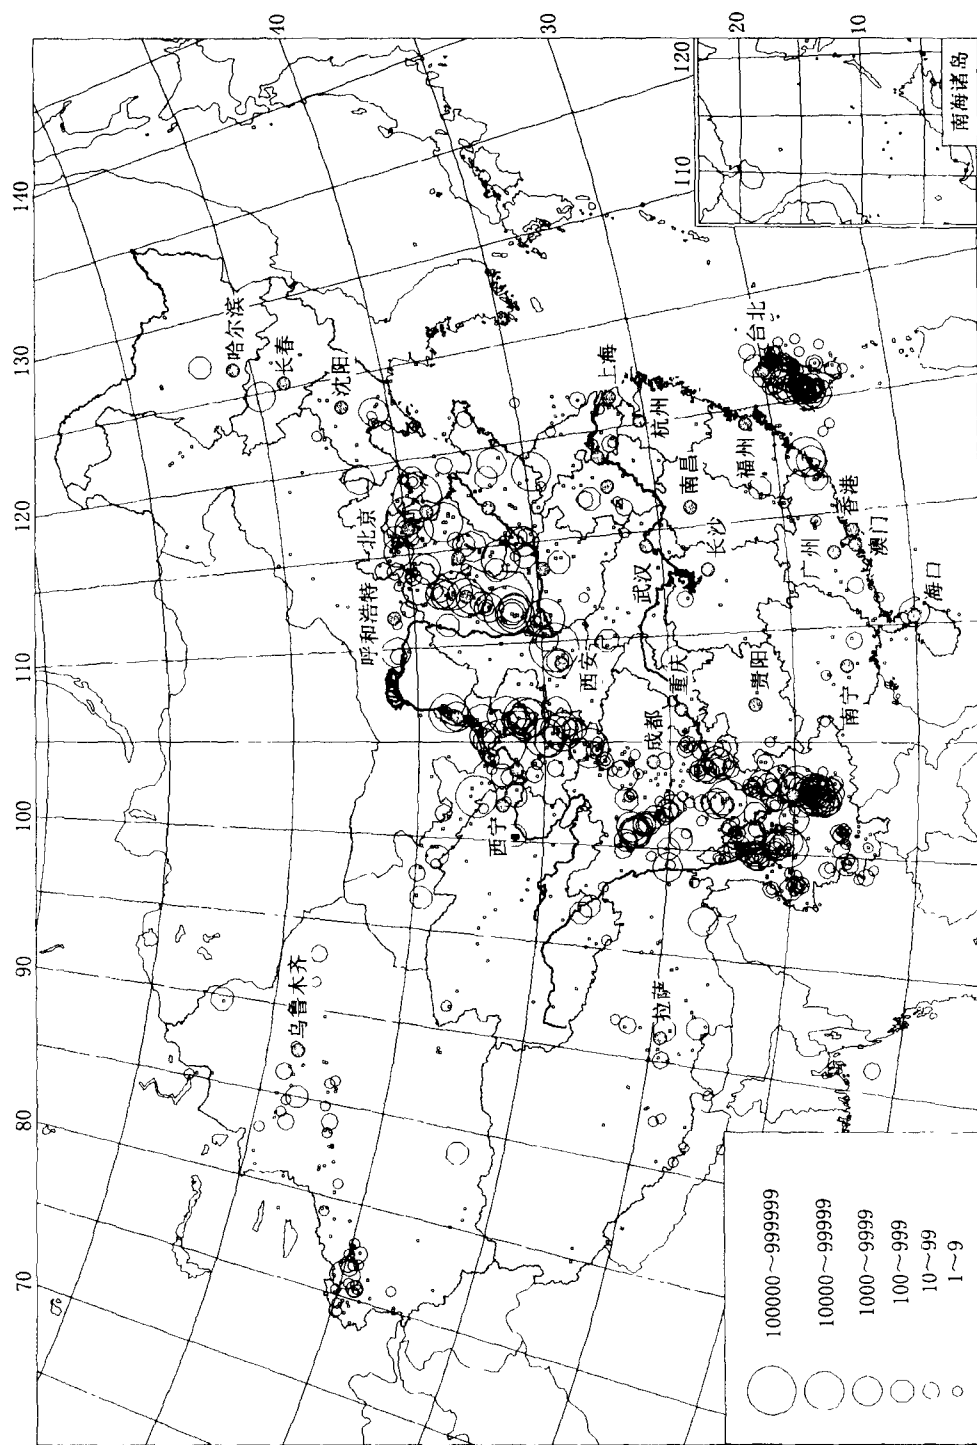 70
80
90
100
110
120
130
140
40
30
20
10
哈尔滨
长春
沈阳
乌鲁木齐
呼和浩特
北京
西宁
西安
上海
杭州
武汉
南昌
长沙
成都
重庆
拉萨
贵阳
福州
台北
南宁
广州
香港
澳门
海口
100000~999999
10000~99999
1000~9999
100~999
10~99
1~9
110
120
南海诸岛